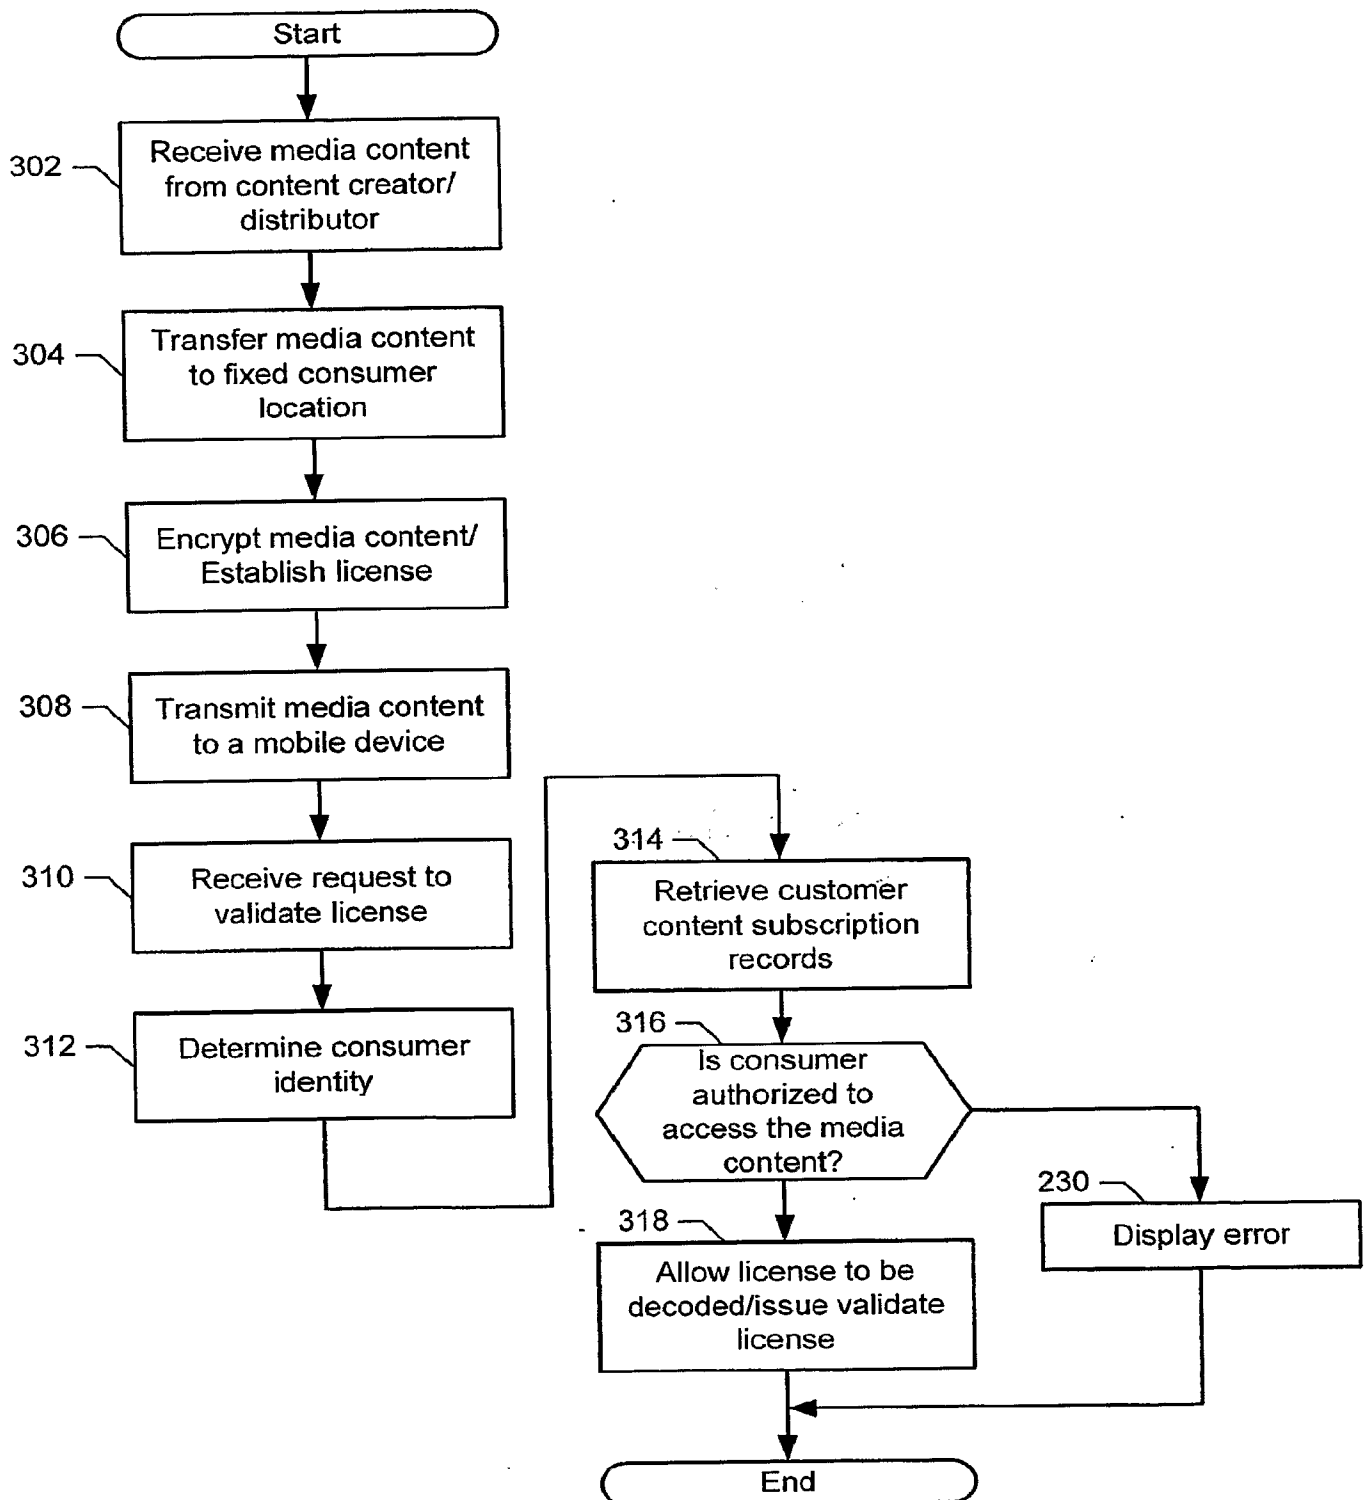 Start
302
Receive media content
from content creator/
distributor
304
Transfer media content
to fixed consumer
location
306
Encrypt media content/
Establish license
308
Transmit media content
to a mobile device
310
Receive request to
validate license
312
Determine consumer
identity
314
Retrieve customer
content subscription
records
316
Is consumer
authorized to
access the media
content?
318
Allow license to be
decoded/issue validate
license
230
Display error
End